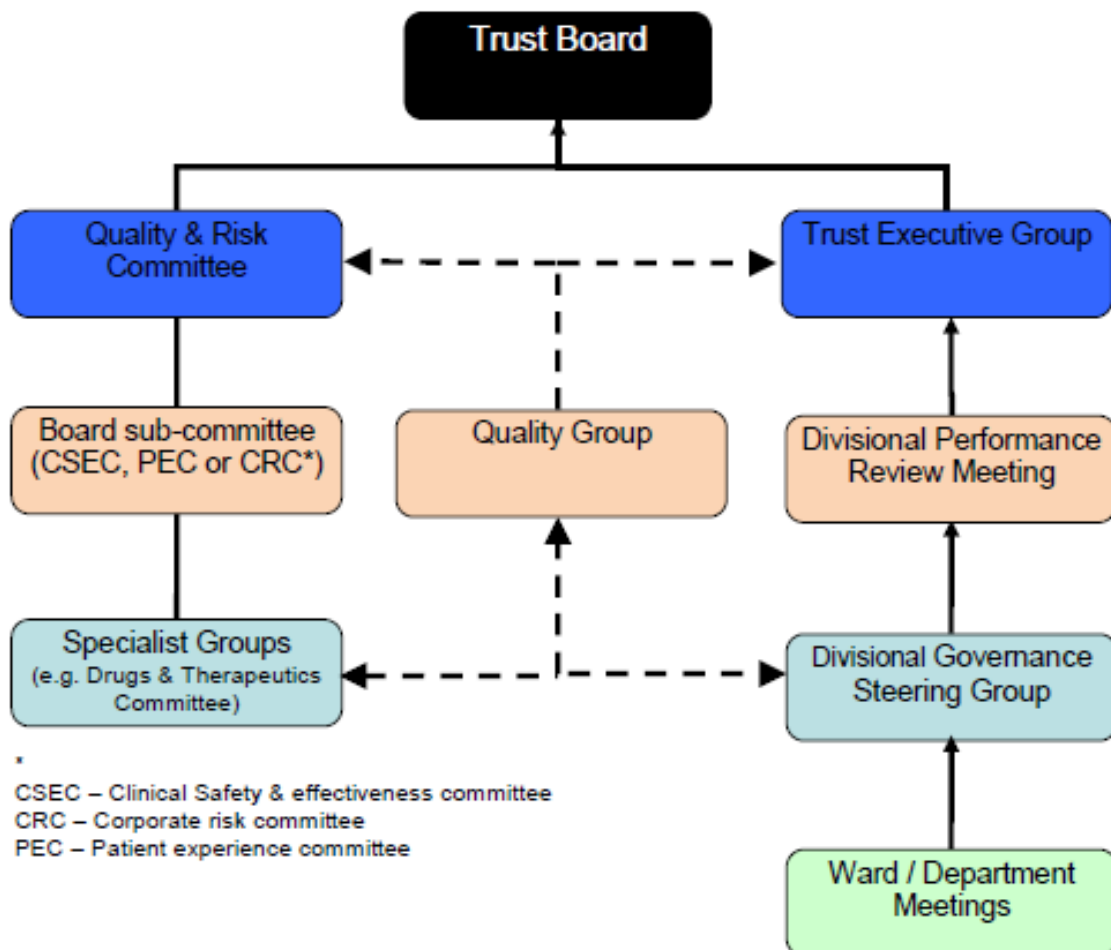 Trust Board
Quality & Risk
Committee
Trust Executive Group
Board sub-committee
(CSEC, PEC or CRC*)
Quality Group
Divisional Performance
Review Meeting
Specialist Groups
(e.g. Drugs & Therapeutics
Committee)
Divisional Governance
Steering Group
*
CSEC – Clinical Safety & effectiveness committee
CRC – Corporate risk committee
PEC – Patient experience committee
Ward / Department
Meetings